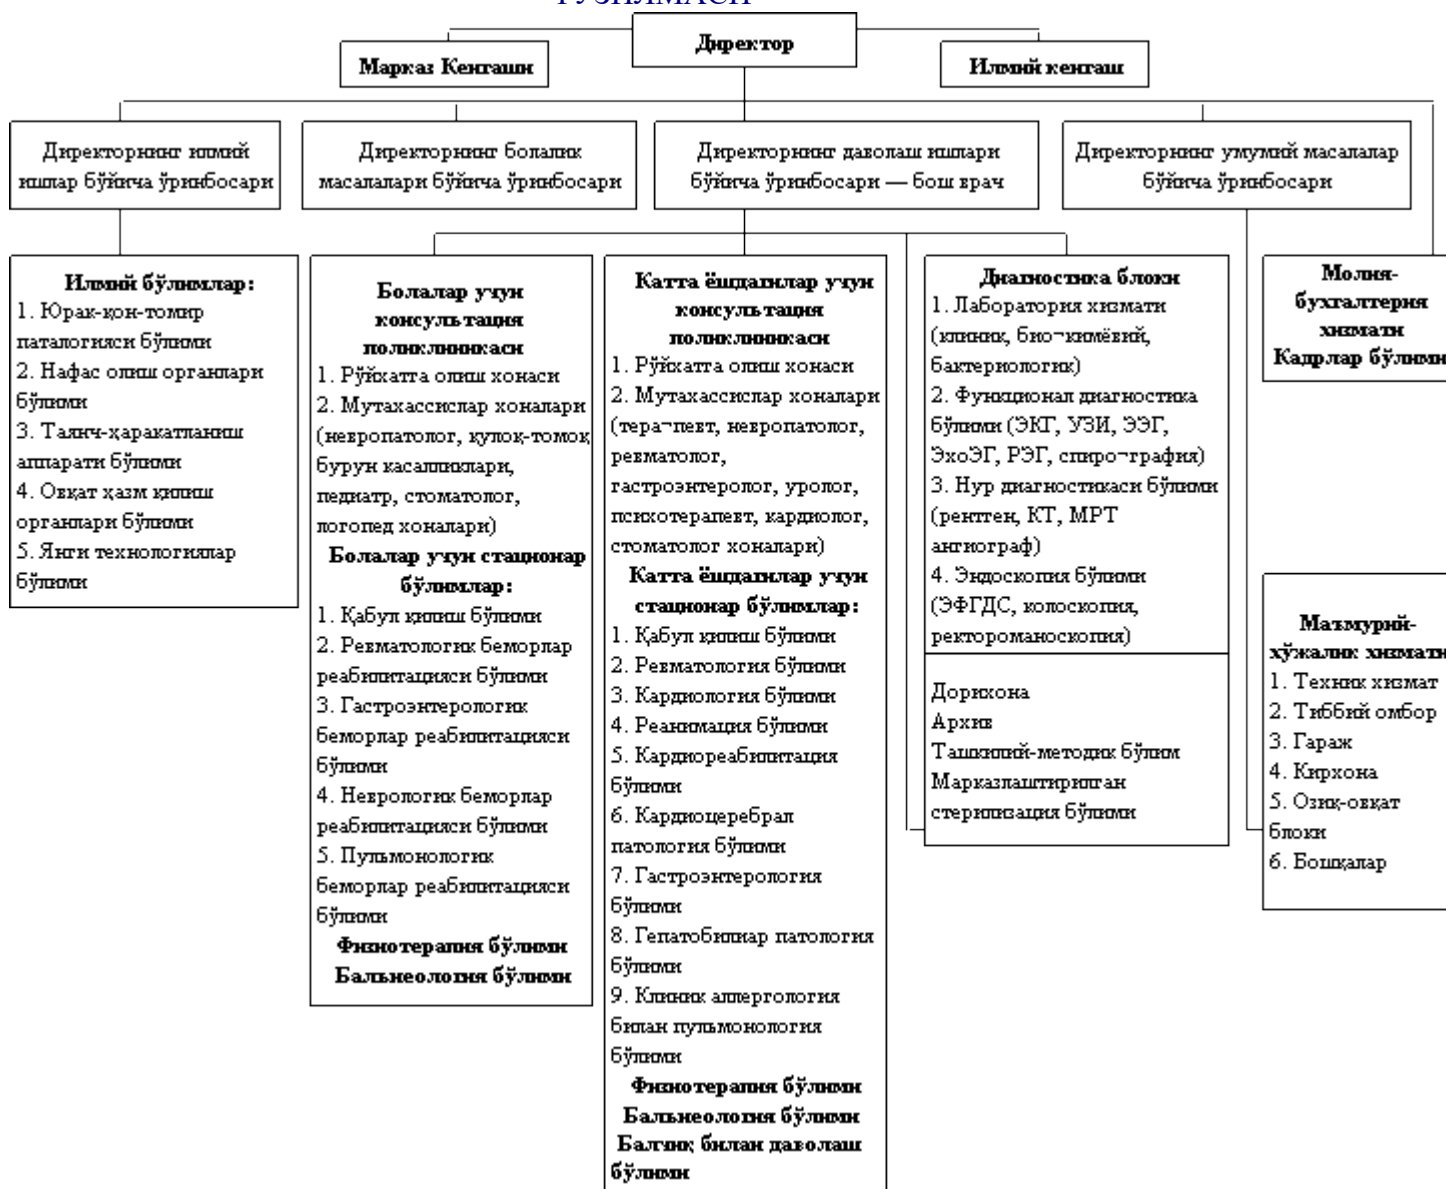 Директор
Марказ Кенгаши
Илмий кенгаш
Директорнинг илмий
ишлар бўйича ўринбосари
Директорнинг болалик
масалалари бўйича ўринбосари
Директорнинг даволаш ишлари
бўйича ўринбосари — бош врач
Директорнинг умумий масалалар
бўйича ўринбосари
Илмий бўлимлар:
1. Юрак-қон-томир
паталогияси бўлими
2. Нафас олиш органлари
бўлими
3. Таянч-ҳаракатланиш
аппарати бўлими
4. Овқат ҳазм қилиш
органлари бўлими
5. Янги технологиялар
бўлими
Болалар учун
консультация
поликлиникаси
1. Рўйхатга олиш хонаси
2. Мутахассислар хоналари
(невропатолог, қулоқ-томоқ
бурун касалликлари,
педиатр, стоматолог,
логопед хоналари)
Болалар учун стационар
бўлимлар:
1. Қабул қилиш бўлими
2. Ревматологик беморлар
реабилитацияси бўлими
3. Гастроэнтерологик
беморлар реабилитацияси
бўлими
4. Неврологик беморлар
реабилитацияси бўлими
5. Пульмонологик
беморлар реабилитацияси
бўлими
Физиотерапия бўлими
Бальнеология бўлими
Катта ёшдагилар учун
консультация
поликлиникаси
1. Рўйхатга олиш хонаси
2. Мутахассислар хоналари
(тера¬певт, невропатолог,
ревматолог,
гастроэнтеролог, уролог,
психотерапевт, кардиолог,
стоматолог хоналари)
Катта ёшдагилар учун
стационар бўлимлар:
1. Қабул қилиш бўлими
2. Ревматология бўлими
3. Кардиология бўлими
4. Реанимация бўлими
5. Кардиореабилитация
бўлими
6. Кардиоцеребрал
патология бўлими
7. Гастроэнтерология
бўлими
8. Гепатобилиар патология
бўлими
9. Клиник аллергология
билан пульмонология
бўлими
Физиотерапия бўлими
Бальнеология бўлими
Балчиқ билан даволаш
бўлими
Диагностика блоки
1. Лаборатория хизмати
(клиник, био¬кимёвий,
бактериологик)
2. Функционал диагностика
бўлими (ЭКГ, УЗИ, ЭЭГ,
ЭхоЭГ, РЭГ, спиро¬графия)
3. Нур диагностикаси бўлими
(рентген, КТ, МРТ
ангиограф)
4. Эндоскопия бўлими
(ЭФГДС, колоскопия,
ректороманоскопия)
Дорихона
Архив
Ташкилий-методик бўлим
Марказлаштирилган
стерилизация бўлими
Молия-
бухгалтерия
хизмати
Кадрлар бўлими
Маъмурий-
хўжалик хизмати
1. Техник хизмат
2. Тиббий омбор
3. Гараж
4. Кирхона
5. Озиқ-овқат
блоки
6. Бошқалар